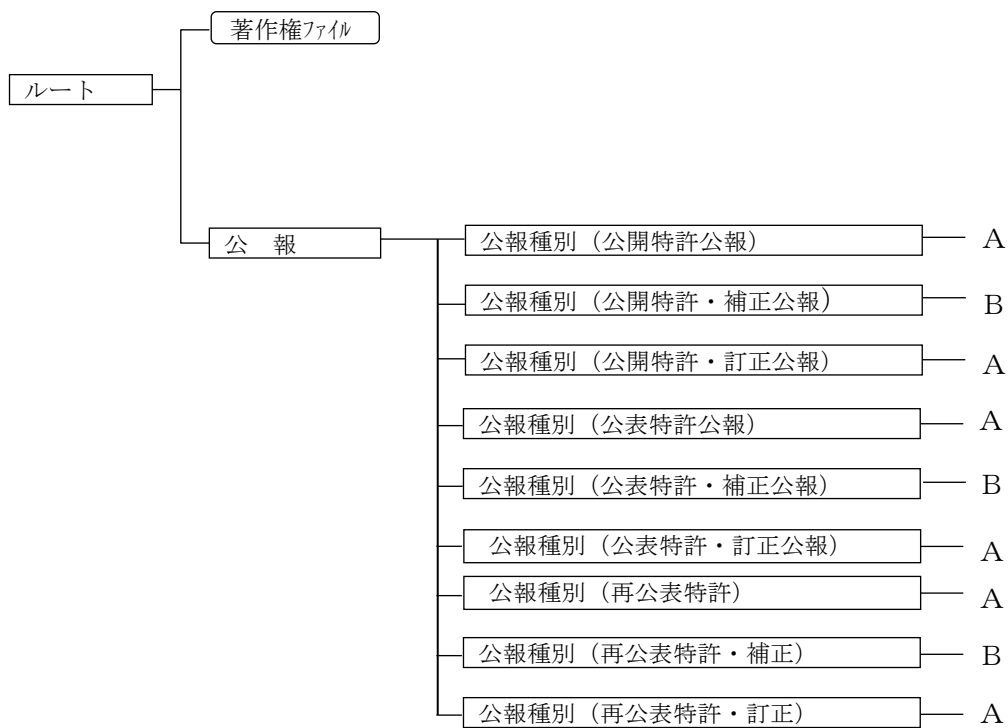 著作権ﾌｧｲﾙ
ルート
公　報
公報種別（公開特許公報） A
公報種別（公開特許・補正公報） B
公報種別（公開特許・訂正公報） A
公報種別（公表特許公報） A
公報種別（公表特許・補正公報） B
公報種別（公表特許・訂正公報） A
公報種別（再公表特許） A
公報種別（再公表特許・補正） B
公報種別（再公表特許・訂正） A